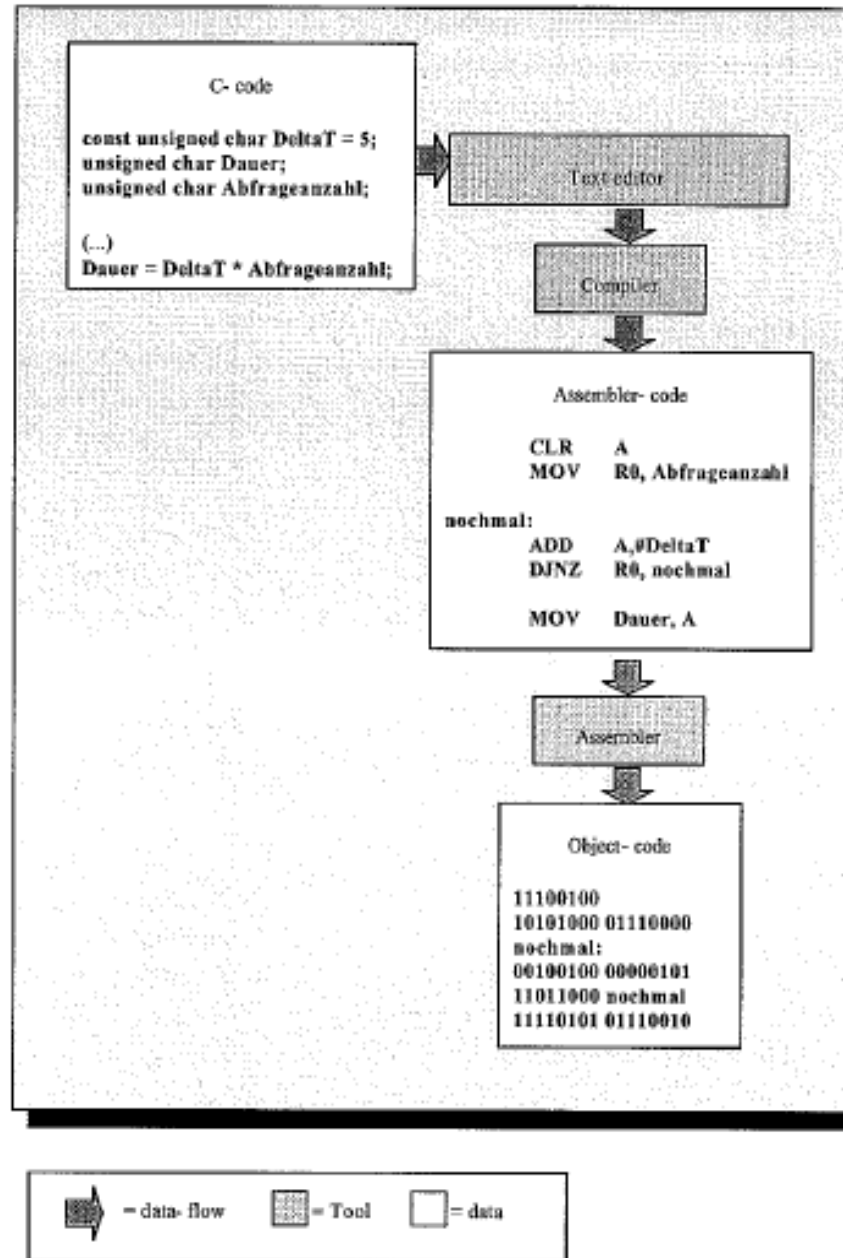 C- code
const unsigned char DeltaT = 5;
unsigned char Dauer;
unsigned char Abfrageanzahl;
(...)
Dauer = DeltaT * Abfrageanzahl;
Text editor
Compiler
Assembler- code
CLR A
MOV R0, Abfrageanzahl
nochmal:
ADD A,#DeltaT
DJNZ R0, nochmal
MOV Dauer, A
Assembler
Object- code
11100100
10101000 01110000
nochmal:
00100100 00000101
11011000 nochmal
11110101 01110010
= data- flow
= Tool
= data